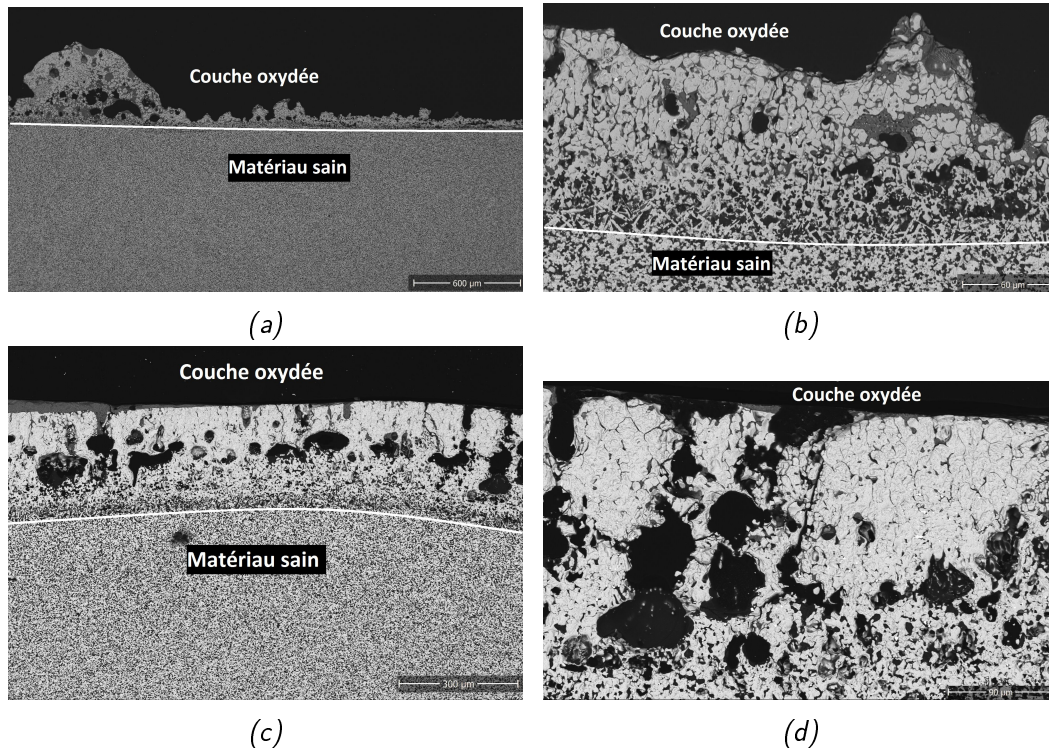 Couche oxydée
Matériau sain
600 µm
(a)
Couche oxydée
Matériau sain
60 µm
(b)
Couche oxydée
Matériau sain
300 µm
(c)
Couche oxydée
90 µm
(d)